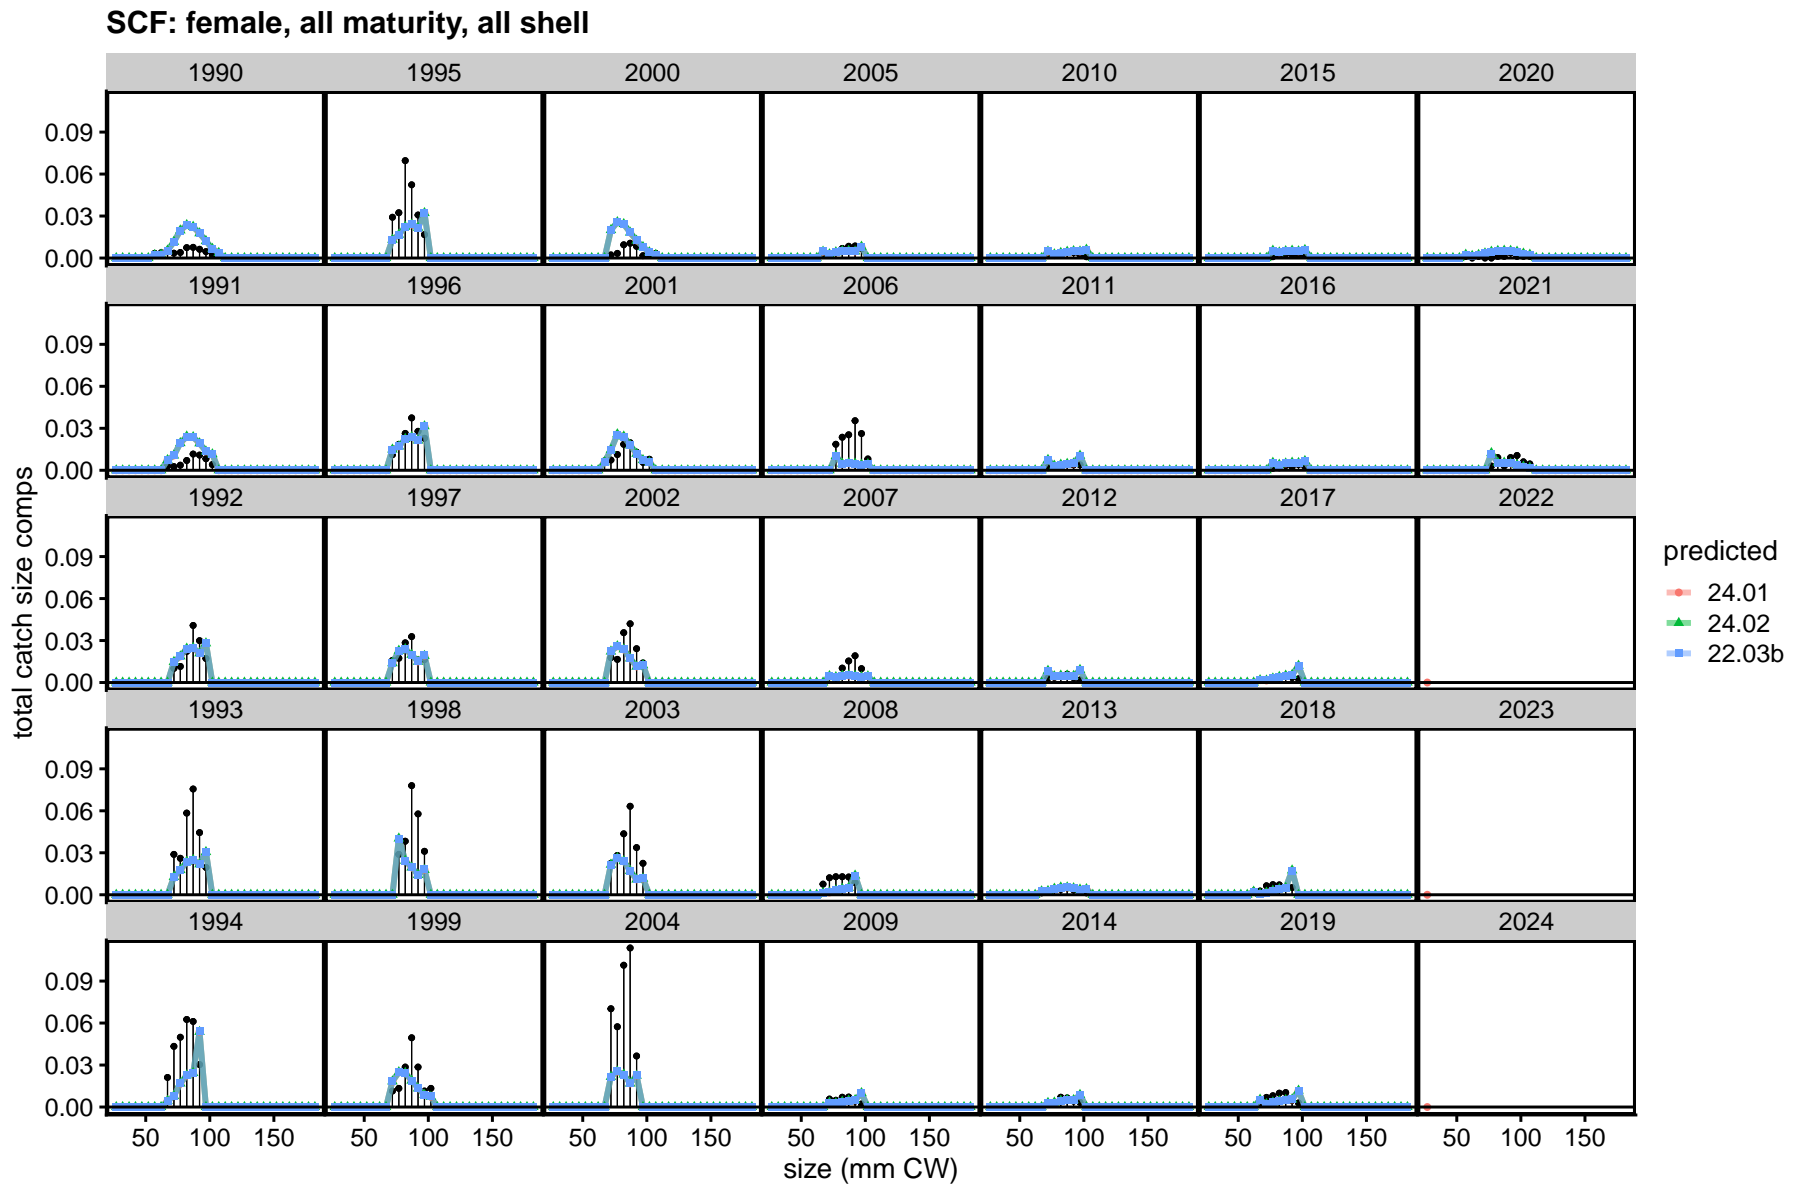 SCF: female, all maturity, all shell
1990 1995 2000 2005 2010 2015 2020
0.09
0.06
0.03
0.00
1991 1996 2001 2006 2011 2016 2021
0.09
0.06
0.03
0.00
1992 1997 2002 2007 2012 2017 2022
0.09
0.06
0.03
0.00
1993 1998 2003 2008 2013 2018 2023
0.09
0.06
0.03
0.00
1994 1999 2004 2009 2014 2019 2024
0.09
0.06
0.03
0.00
50 100 150 50 100 150 50 100 150 50 100 150 50 100 150 50 100 150 50 100 150
size (mm CW)
total catch size comps
predicted
24.01
24.02
22.03b